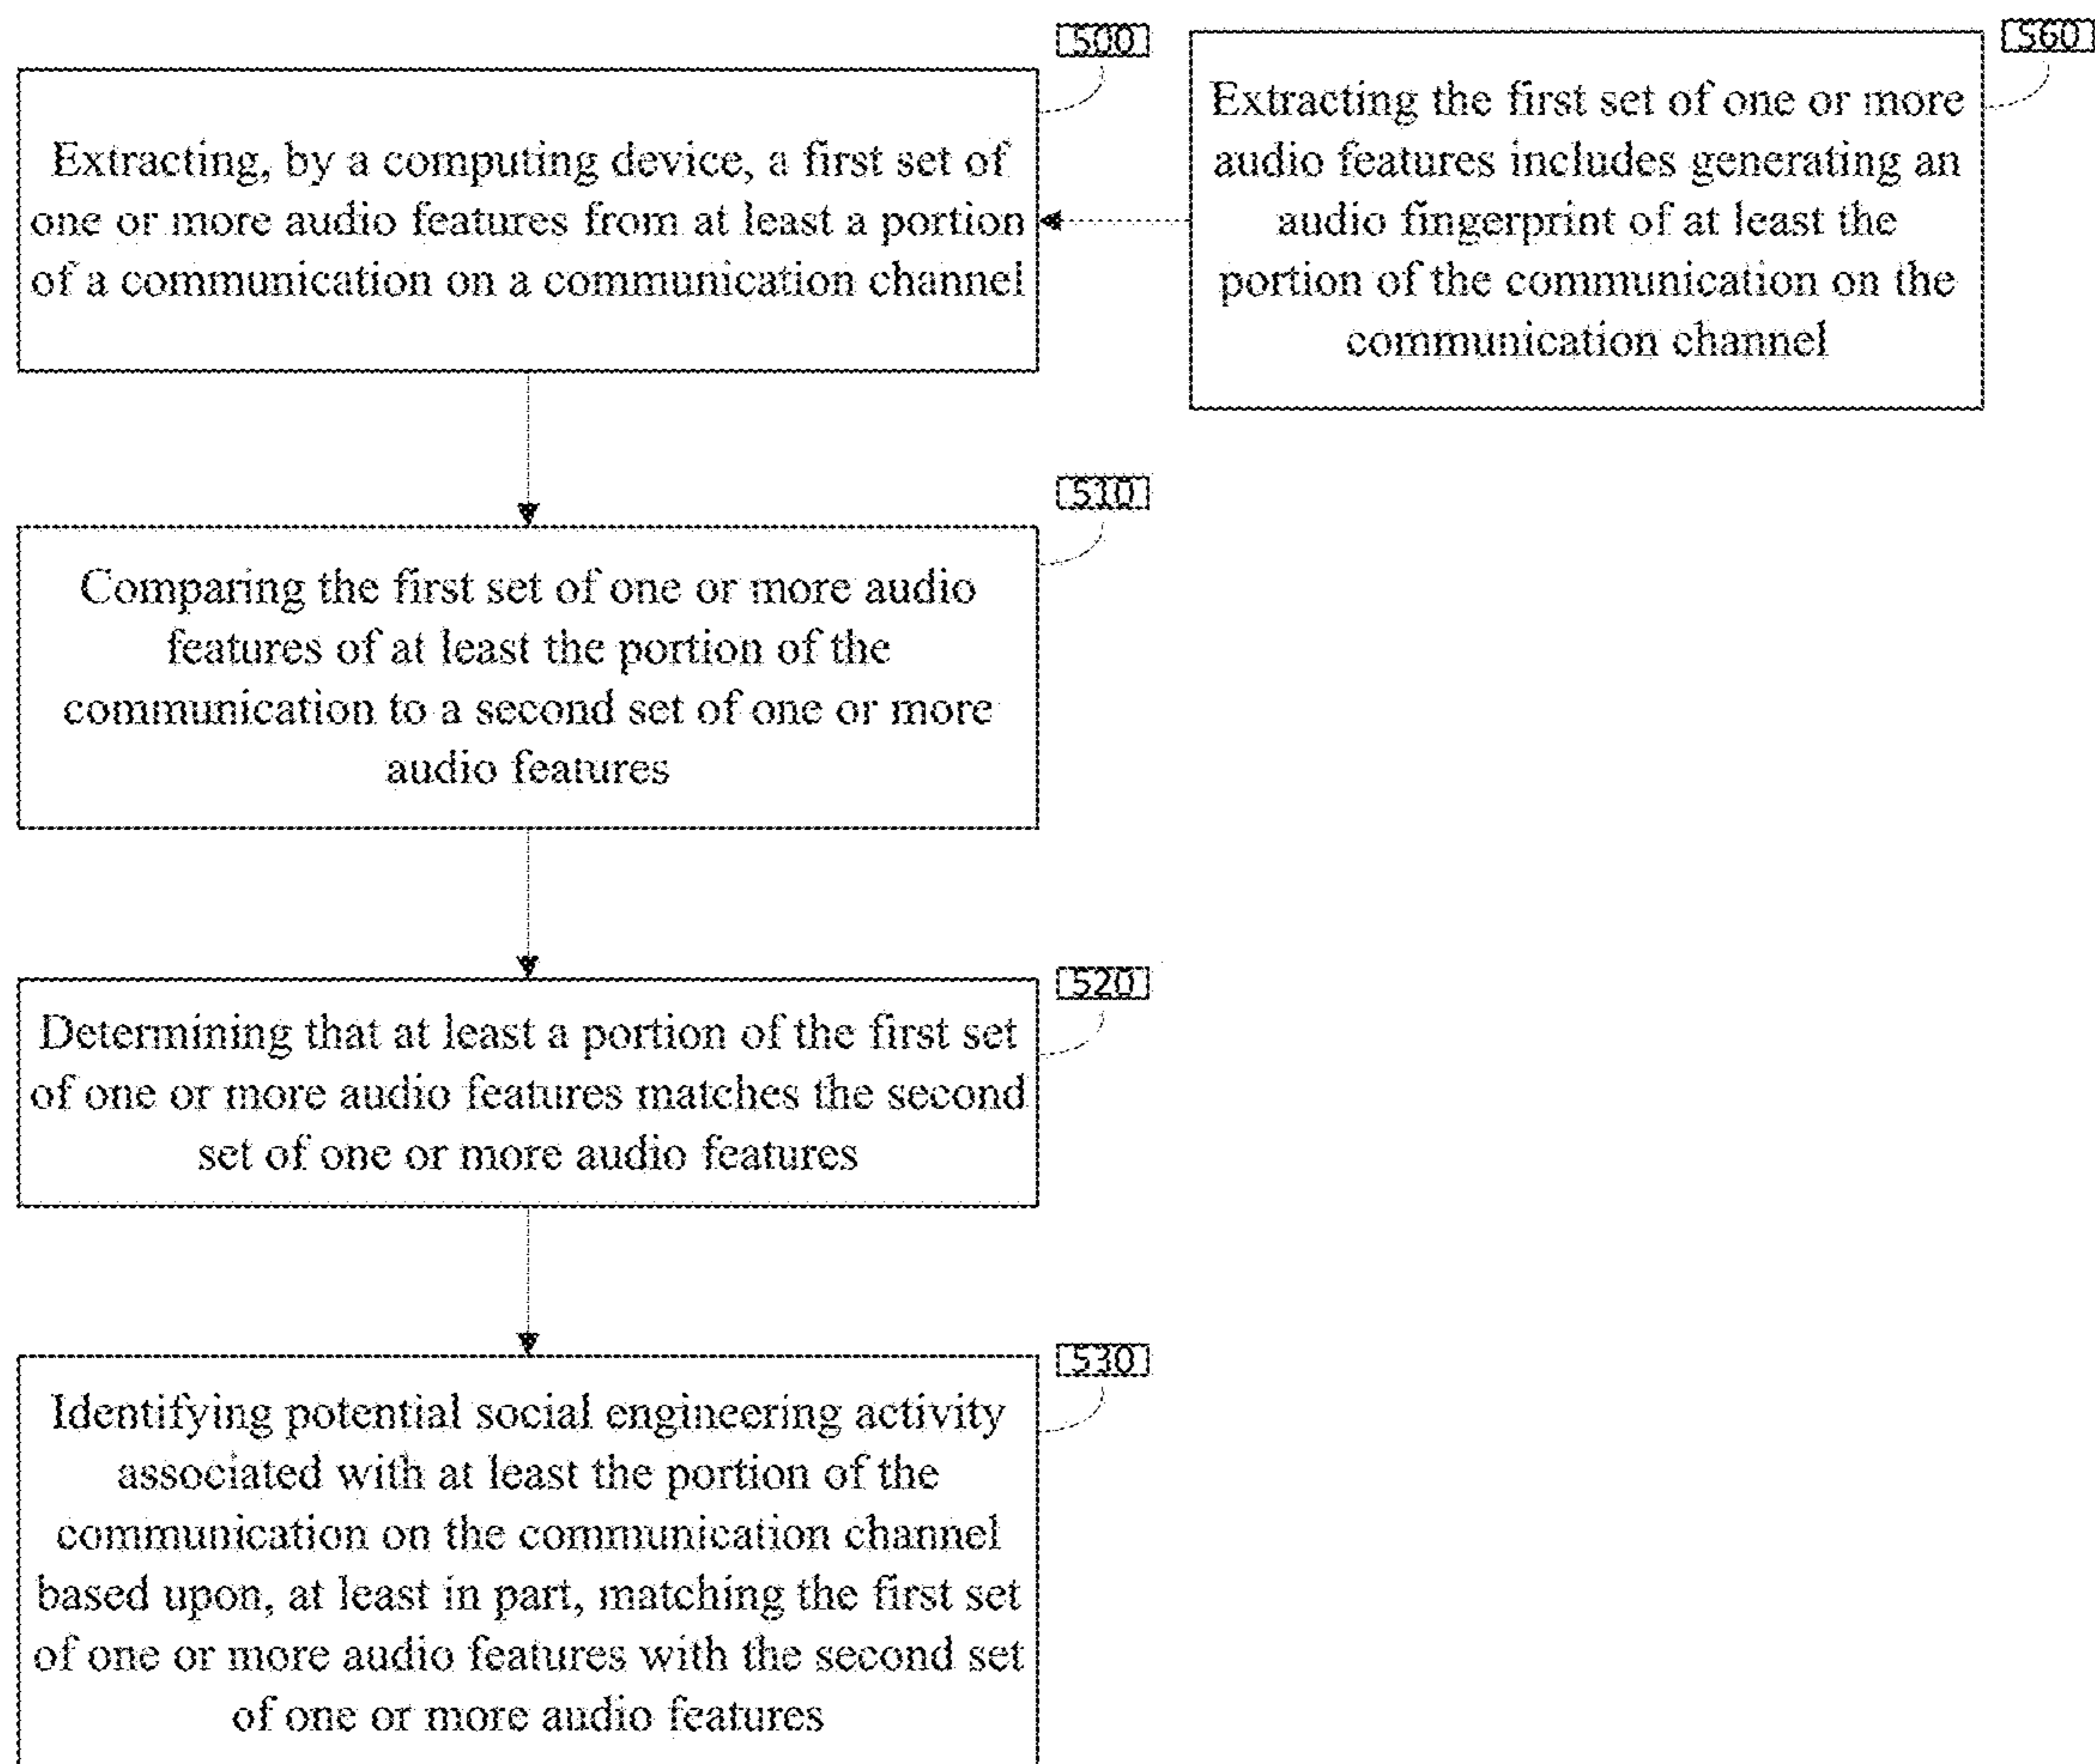 500
Extracting, by a computing device, a first set of
one or more audio features from at least a portion
of a communication on a communication channel
560
Extracting the first set of one or more
audio features includes generating an
audio fingerprint of at least the
portion of the communication on the
communication channel
510
Comparing the first set of one or more audio
features of at least the portion of the
communication to a second set of one or more
audio features
520
Determining that at least a portion of the first set
of one or more audio features matches the second
set of one or more audio features
530
Identifying potential social engineering activity
associated with at least the portion of the
communication on the communication channel
based upon, at least in part, matching the first set
of one or more audio features with the second set
of one or more audio features